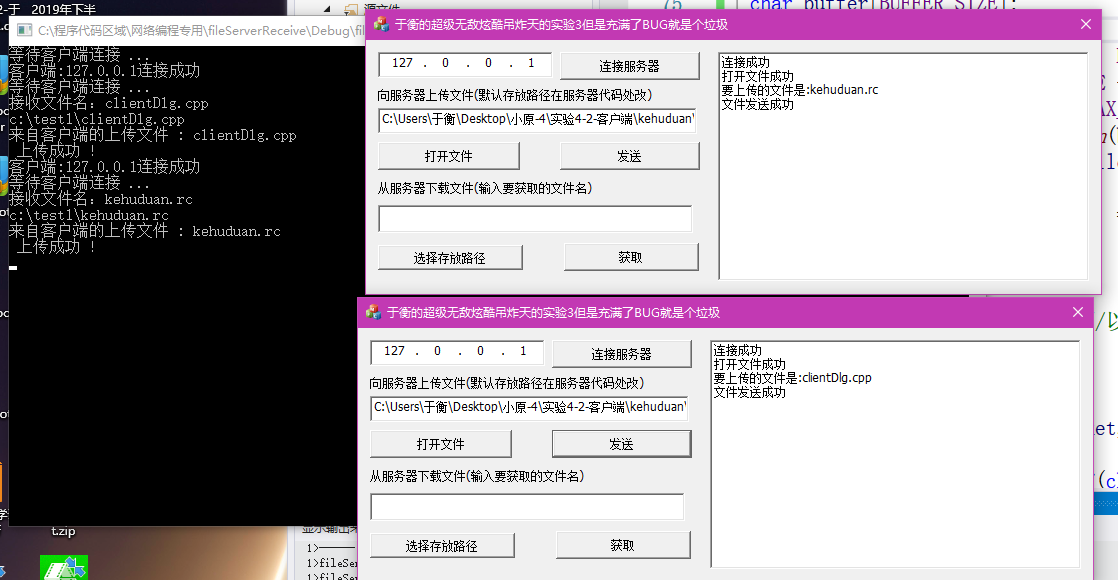 2019年下半
C:\程序代码区域\网络编程专用\fileServerReceive\Debug\fil
等待客户端连接 ...
客户端:127.0.0.1连接成功
等待客户端连接 ...
接收文件名: clientDlg.cpp
c:\test1\clientDlg.cpp
来自客户端的上传文件 : clientDlg.cpp
上传成功 !
客户端:127.0.0.1连接成功
等待客户端连接 ...
接收文件名: kehuduan.rc
c:\test1\kehuduan.rc
来自客户端的上传文件 : kehuduan.rc
上传成功 !
t.zip
char buffer[BUFFER_SIZE];
于衡的超级无敌炫酷吊炸天的实验3但是充满了BUG就是个垃圾
127 . 0 . 0 . 1
连接服务器
向服务器上传文件(默认存放路径在服务器代码处改)
C:\Users\于衡\Desktop\小原-4\实验4-2-客户端\kehuduan\
打开文件
发送
从服务器下载文件(输入要获取的文件名)
选择存放路径
获取
连接成功
打开文件成功
要上传的文件是:kehuduan.rc
文件发送成功
于衡的超级无敌炫酷吊炸天的实验3但是充满了BUG就是个垃圾
127 . 0 . 0 . 1
连接服务器
向服务器上传文件(默认存放路径在服务器代码处改)
C:\Users\于衡\Desktop\小原-4\实验4-2-客户端\kehuduan\
打开文件
发送
从服务器下载文件(输入要获取的文件名)
选择存放路径
获取
连接成功
打开文件成功
要上传的文件是:clientDlg.cpp
文件发送成功
1>------
1>fileSer
1>fileSer